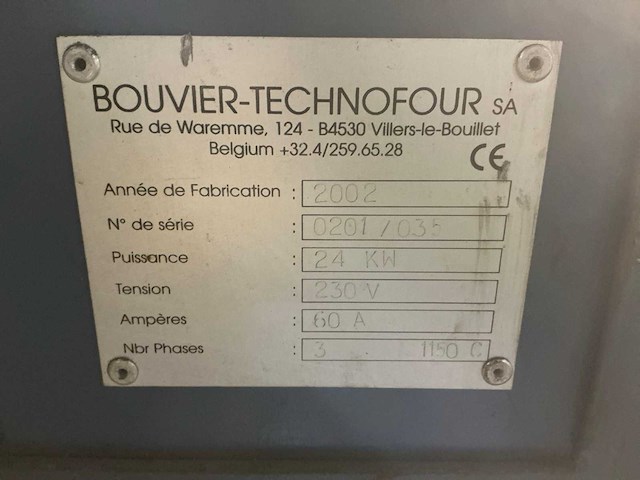 BOUVIER-TECHNOFOUR SA
Rue de Waremme, 124 - B4530 Villers-le-Bouillet
Belgium +32.4/259.65.28
CE
Année de Fabrication : 2002
N° de série : 0201/035
Puissance : 24 KW
Tension : 230 V
Ampères : 60 A
Nbr Phases : 3 1150 C